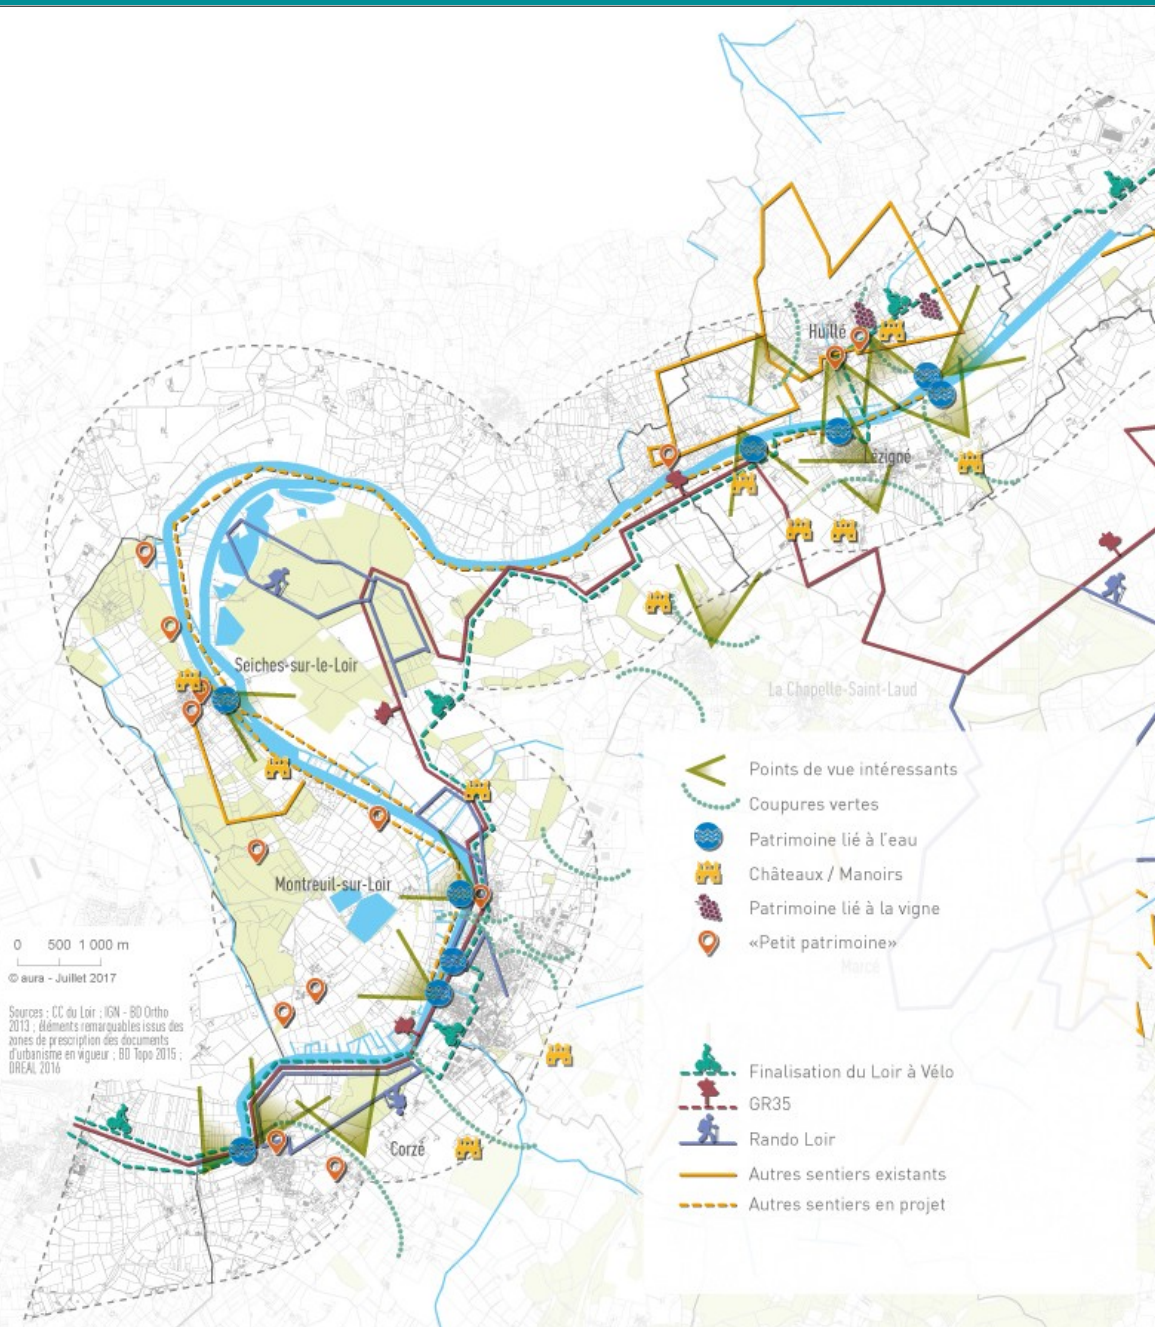 Huillé
Lézigné
Seiches-sur-le-Loir
La Chapelle-Saint-Laud
Points de vue intéressants
Coupures vertes
Patrimoine lié à l'eau
Châteaux / Manoirs
Patrimoine lié à la vigne
«Petit patrimoine»
Montreuil-sur-Loir
Marcé
0 500 1 000 m
© aura - Juillet 2017
Sources : CC du Loir ; IGN - BD Ortho
2013 ; éléments remarquables issus des
zones de prescription des documents
d'urbanisme en vigueur ; BD Topo 2015 ;
DREAL 2016
Finalisation du Loir à Vélo
GR35
Rando Loir
Autres sentiers existants
Autres sentiers en projet
Corzé